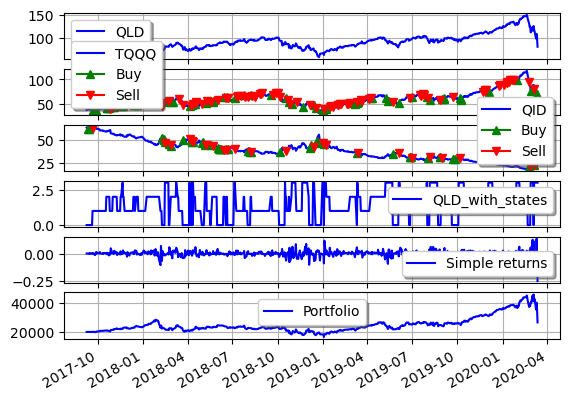 150
100
QLD
TQQQ
Buy
Sell
100
50
QID
Buy
Sell
50
25
2.5
0.0
QLD_with_states
0.00
−0.25
Simple returns
40000
20000
Portfolio
2017-10
2018-01
2018-04
2018-07
2018-10
2019-01
2019-04
2019-07
2019-10
2020-01
2020-04